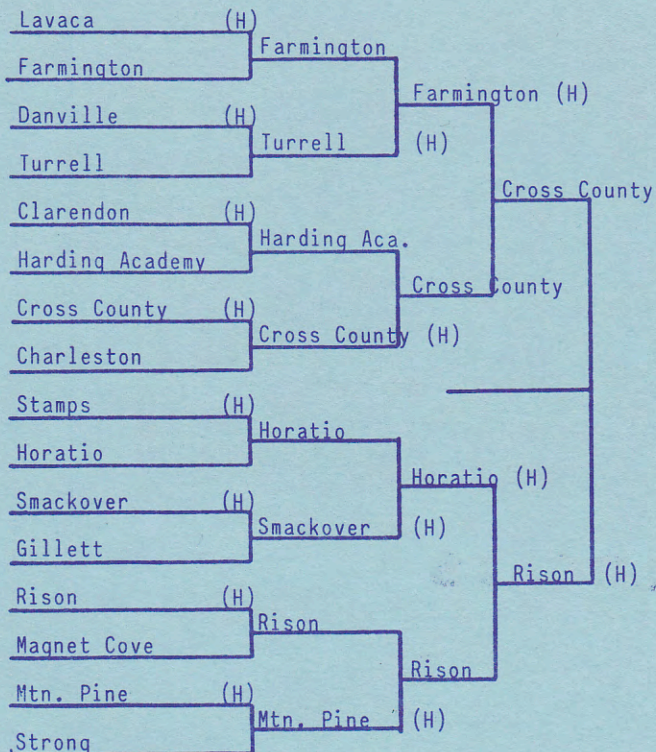 Lavaca (H)
Farmington
Farmington
Farmington (H)
Danville (H)
Turrell (H)
Turrell
Cross County
Clarendon (H)
Harding Aca.
Harding Academy
Cross County
Cross County (H)
Cross County (H)
Charleston
Stamps (H)
Horatio
Horatio
Horatio (H)
Smackover (H)
Smackover (H)
Gillett
Rison (H)
Rison (H)
Rison
Magnet Cove
Rison
Mtn. Pine (H)
Mtn. Pine (H)
Strong